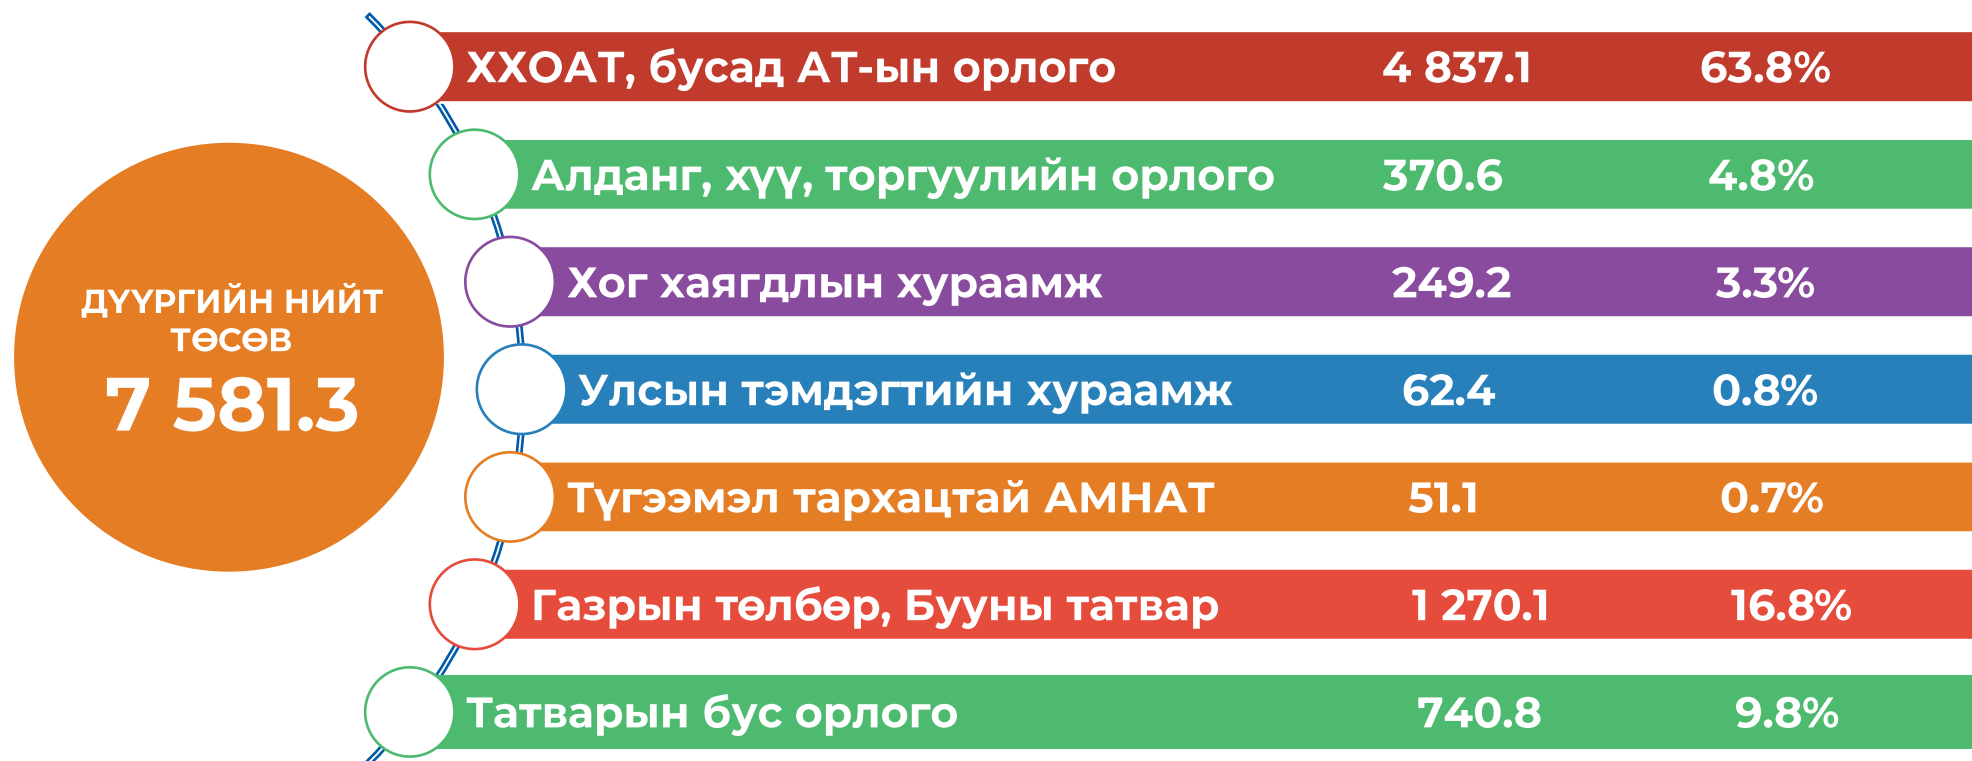 ДҮҮРГИЙН НИЙТ
ТӨСӨВ
7 581.3
ХХОАТ, бусад АТ-ын орлого 4 837.1 63.8%
Алданг, хүү, торгуулийн орлого 370.6 4.8%
Хог хаягдлын хураамж 249.2 3.3%
Улсын тэмдэгтийн хураамж 62.4 0.8%
Түгээмэл тархацтай АМНАТ 51.1 0.7%
Газрын төлбөр, Бууны татвар 1 270.1 16.8%
Татварын бус орлого 740.8 9.8%